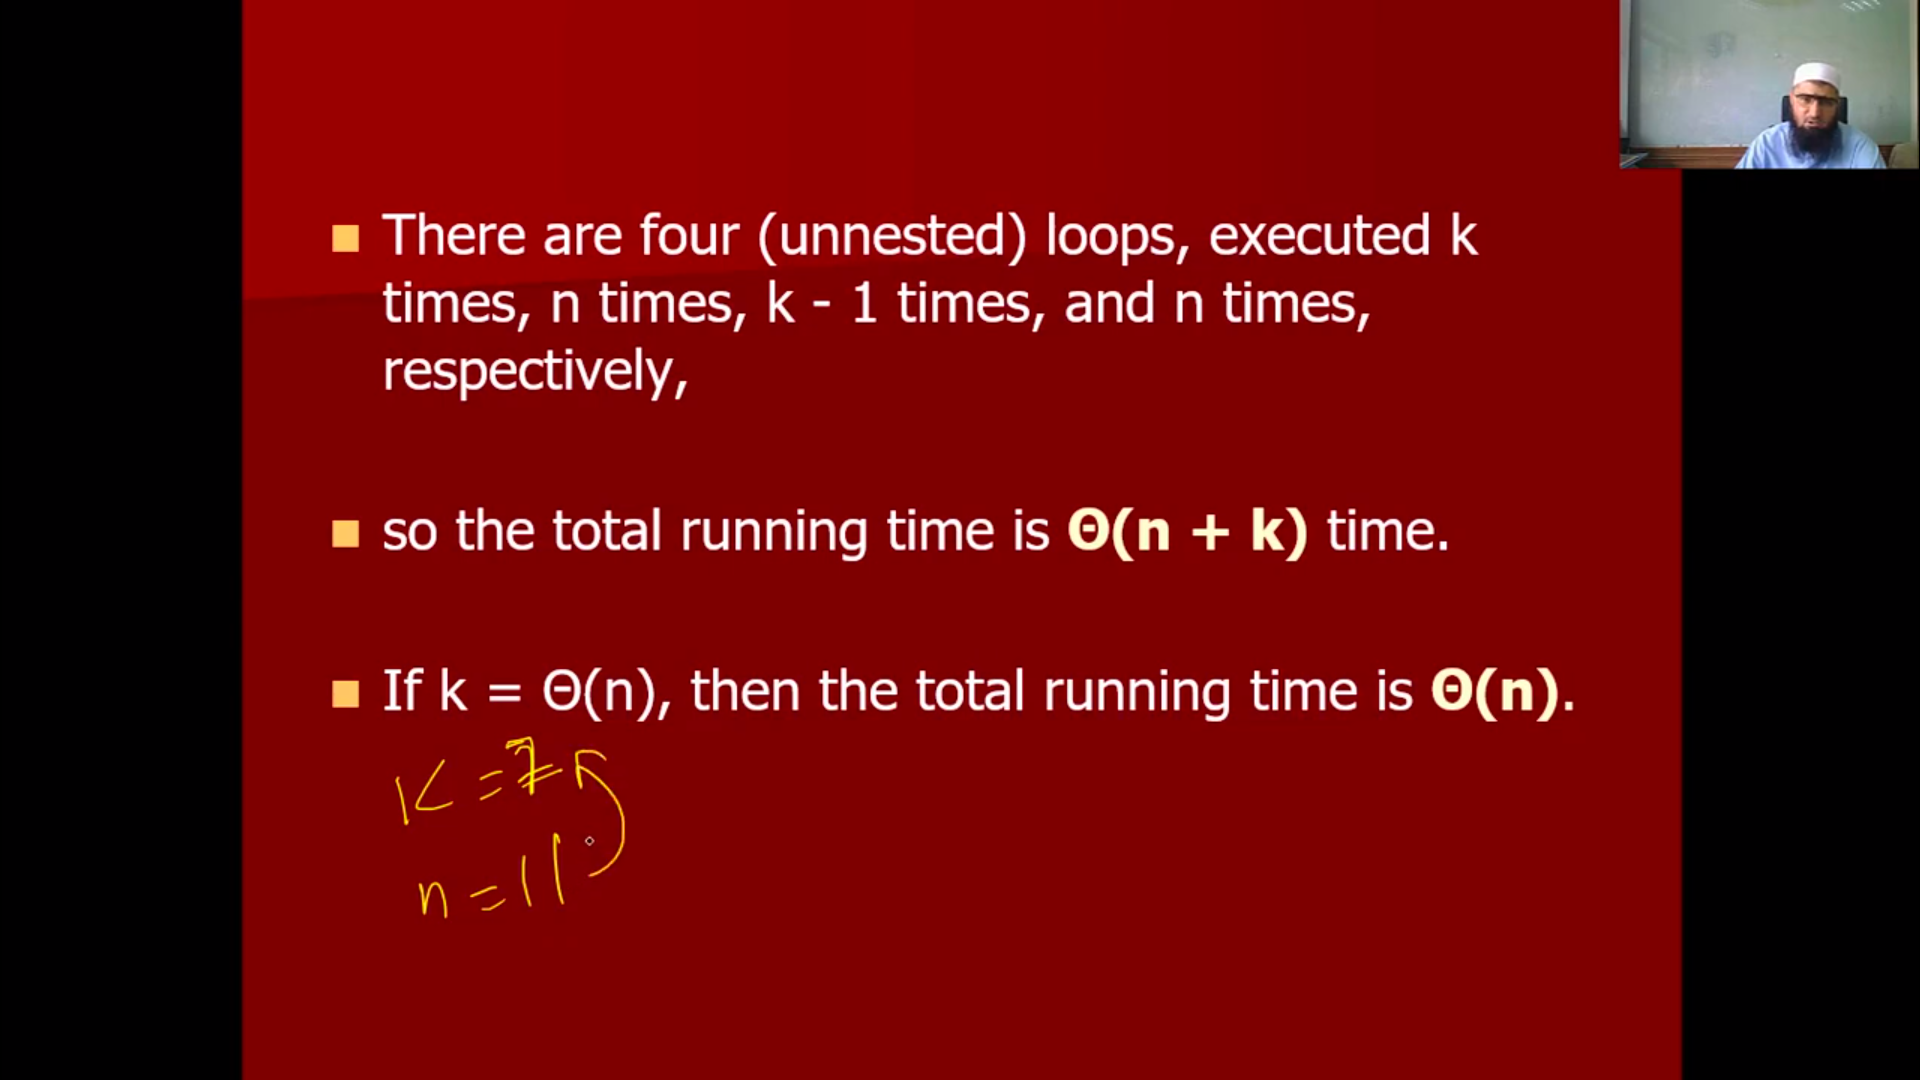 There are four (unnested) loops, executed k
times, n times, k - 1 times, and n times,
respectively,
so the total running time is Θ(n + k) time.
If k = Θ(n), then the total running time is Θ(n).
K = 7
n = 11